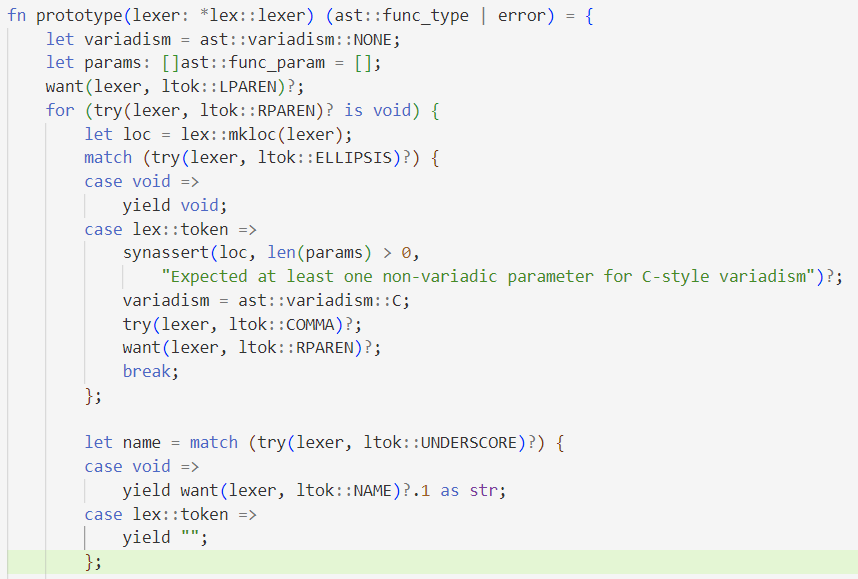 fn prototype(lexer: *lex::lexer) (ast::func_type | error) = {
    let variadism = ast::variadism::NONE;
    let params: []ast::func_param = [];
    want(lexer, ltok::LPAREN)?;
    for (try(lexer, ltok::RPAREN)? is void) {
        let loc = lex::mkloc(lexer);
        match (try(lexer, ltok::ELLIPSIS)?) {
        case void =>
            yield void;
        case lex::token =>
            synassert(loc, len(params) > 0,
                "Expected at least one non-variadic parameter for C-style variadism")?;
            variadism = ast::variadism::C;
            try(lexer, ltok::COMMA)?;
            want(lexer, ltok::RPAREN)?;
            break;
        };

        let name = match (try(lexer, ltok::UNDERSCORE)?) {
        case void =>
            yield want(lexer, ltok::NAME)?.1 as str;
        case lex::token =>
            yield "";
        };